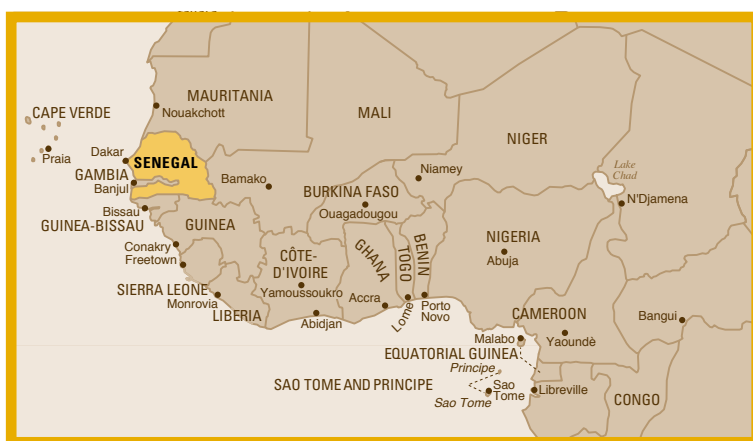 MAURITANIA
Nouakchott
CAPE VERDE
Praia
MALI
NIGER
Lake
Chad
N'Djamena
Dakar
SENEGAL
GAMBIA
Banjul
Bamako
Niamey
BURKINA FASO
Ouagadougou
Bissau
GUINEA-BISSAU
GUINEA
Conakry
Freetown
SIERRA LEONE
Monrovia
LIBERIA
CÔTE-
D'IVOIRE
Yamoussoukro
Abidjan
GHANA
Accra
TOGO
Lome
BENIN
Porto
Novo
NIGERIA
Abuja
CAMEROON
Yaoundè
Bangui
Malabo
EQUATORIAL GUINEA
Principe
SAO TOME AND PRINCIPE
Sao
Tome
Sao Tome
Libreville
CONGO